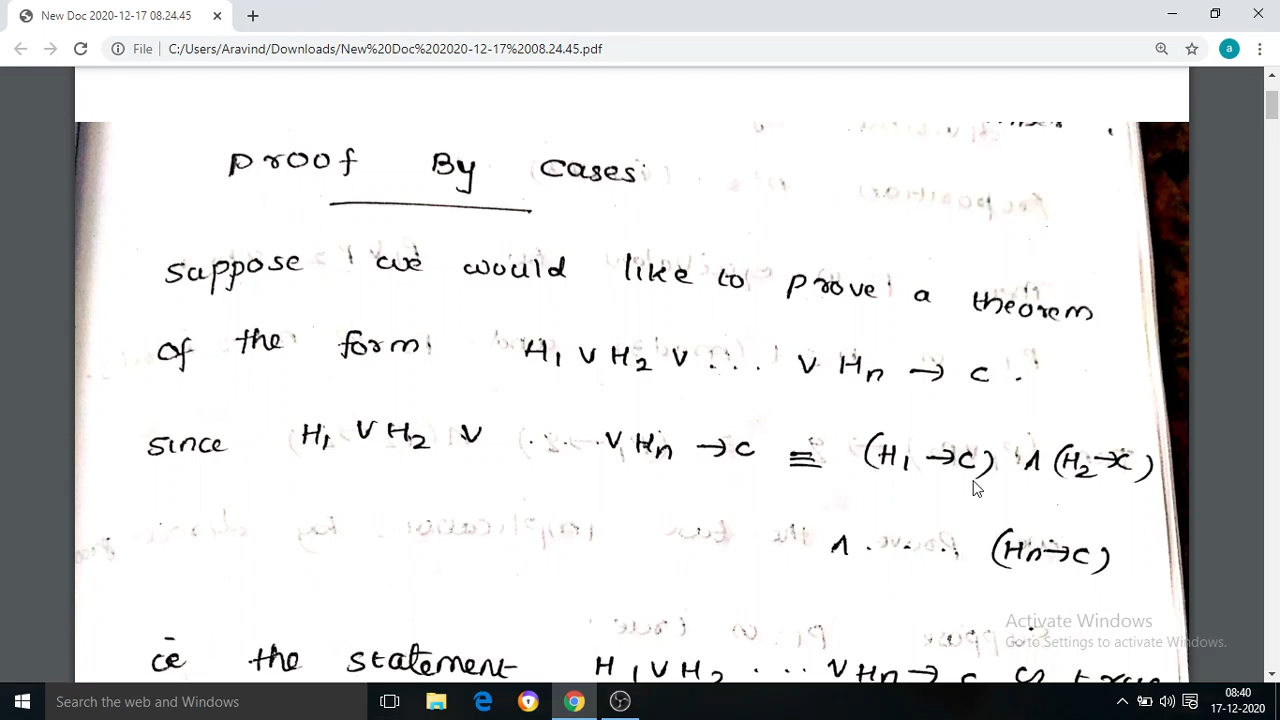 New Doc 2020-12-17 08.24.45
File C:/Users/Aravind/Downloads/New%20Doc%202020-12-17%2008.24.45.pdf
a
Proof By Cases:
Suppose we would like to prove a theorem
of the form H1 ∨ H2 ∨ ... ∨ Hn → C.
since H1 ∨ H2 ∨ ... ∨ Hn → C ≡ (H1 → C) ∧ (H2 → C)
∧ .... (Hn → C)
ie the statement H1 ∨ H2 ... ∨ Hn → C is true
Activate Windows
Go to Settings to activate Windows.
Search the web and Windows
08:40
17-12-2020